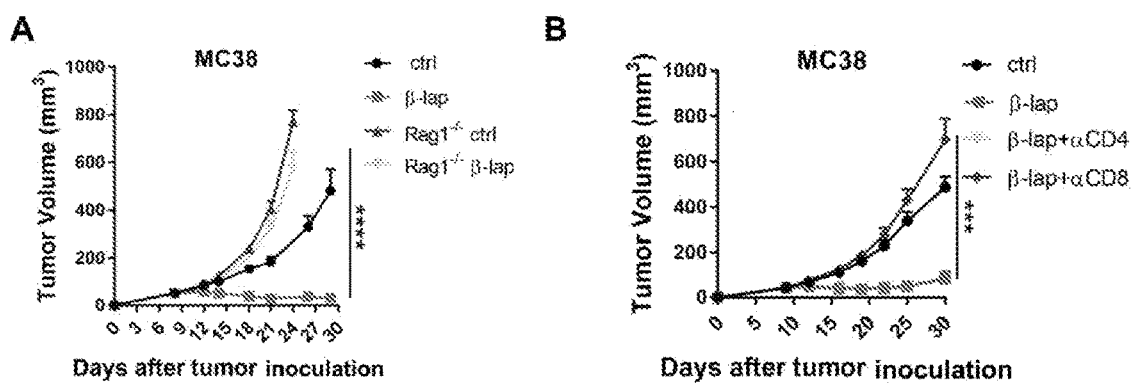 A
MC38
Tumor Volume (mm³)
1000
800
600
400
200
0
0 3 6 9 12 15 18 21 24 27 30
Days after tumor inoculation
ctrl
β-lap
Rag1⁻/⁻ ctrl
Rag1⁻/⁻ β-lap
****
B
MC38
Tumor Volume (mm³)
1000
800
600
400
200
0
0 5 10 15 20 25 30
Days after tumor inoculation
ctrl
β-lap
β-lap+αCD4
β-lap+αCD8
***